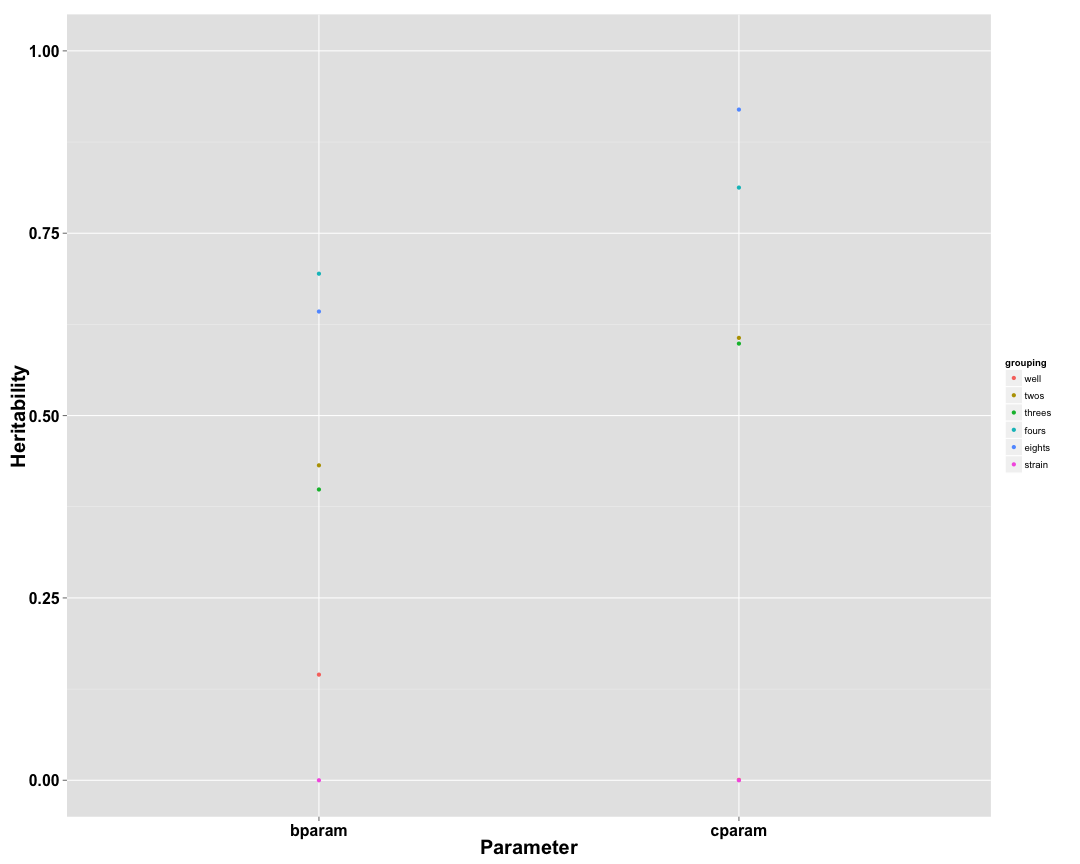 1.00
0.75
0.50
0.25
0.00
Heritability
bparam
cparam
Parameter
grouping
well
twos
threes
fours
eights
strain